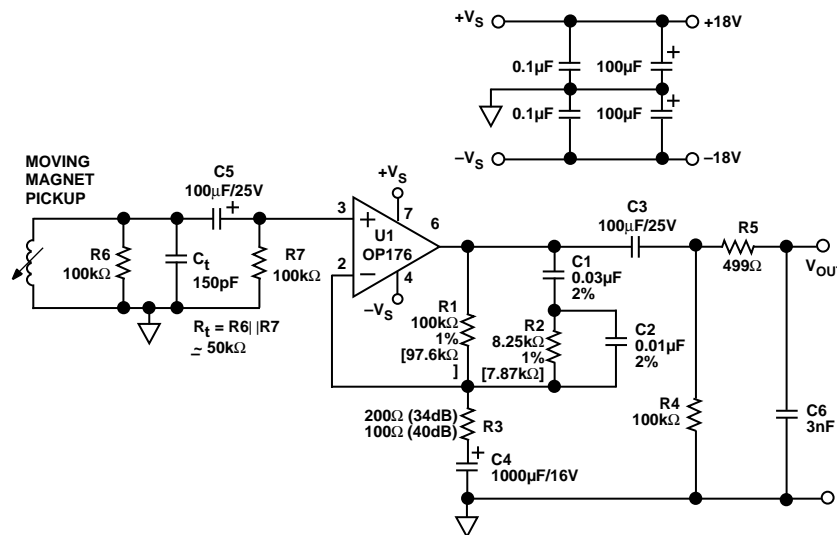 +VS
+18V
0.1µF
100µF
+
0.1µF
100µF
+
–VS
–18V
MOVING
MAGNET
PICKUP
C5
100µF/25V
+
R6
100kΩ
Ct
150pF
R7
100kΩ
Rt = R6||R7
≃ 50kΩ
+VS
7
3
+
U1
OP176
6
2
–
4
–VS
R1
100kΩ
1%
[97.6kΩ
]
C1
0.03µF
2%
R2
8.25kΩ
1%
[7.87kΩ]
C2
0.01µF
2%
C3
100µF/25V
R5
499Ω
VOUT
200Ω (34dB)
100Ω (40dB)
R3
+
C4
1000µF/16V
R4
100kΩ
C6
3nF